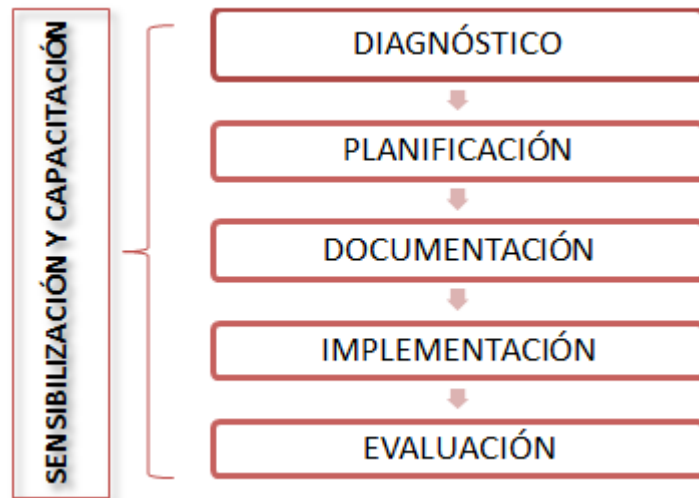 SENSIBILIZACIÓN Y CAPACITACIÓN
DIAGNÓSTICO
PLANIFICACIÓN
DOCUMENTACIÓN
IMPLEMENTACIÓN
EVALUACIÓN